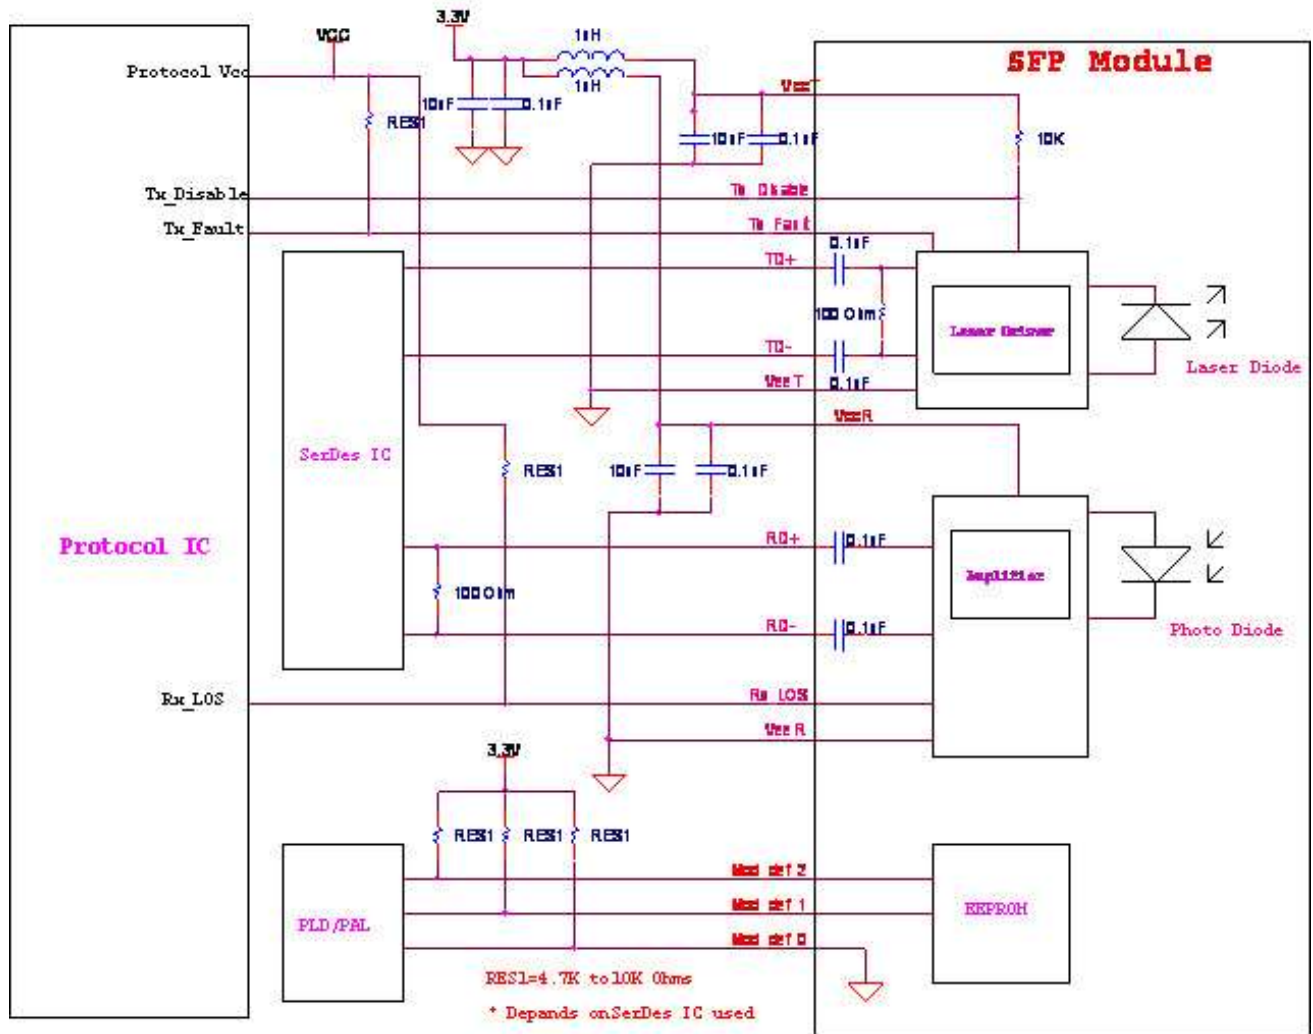 3.3V
VCC
1uH
SFP Module
Protocol Vcc
VccT
1uH
10uF
0.1uF
RES1
10uF
0.1uF
10K
Tx_Disable
Tx Disable
Tx_Fault
Tx Fault
0.1uF
TD+
100 Ohm
Laser Driver
TD-
Laser Diode
VeeT
0.1uF
VccR
SerDes IC
RES1
10uF
0.1uF
Protocol IC
RD+
0.1uF
Amplifier
100 Ohm
RD-
0.1uF
Photo Diode
Rx_LOS
Rx LOS
VeeR
3.3V
RES1
RES1
RES1
Mod def 2
Mod def 1
EEPROM
PLD/PAL
Mod def 0
RES1=4.7K to10K Ohms
* Depands onSerDes IC used